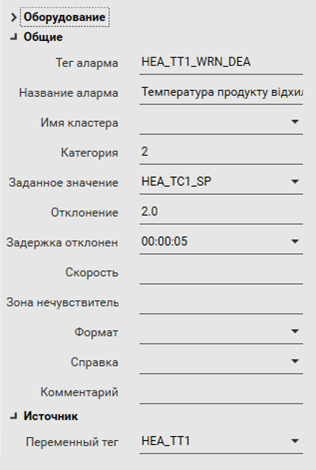 Оборудование
Общие
Тег аларма HEA_TT1_WRN_DEA
Название аларма Температура продукту відхил
Имя кластера
Категория 2
Заданное значение HEA_TC1_SP
Отклонение 2.0
Задержка отклонен 00:00:05
Скорость
Зона нечувствитель
Формат
Справка
Комментарий
Источник
Переменный тег HEA_TT1